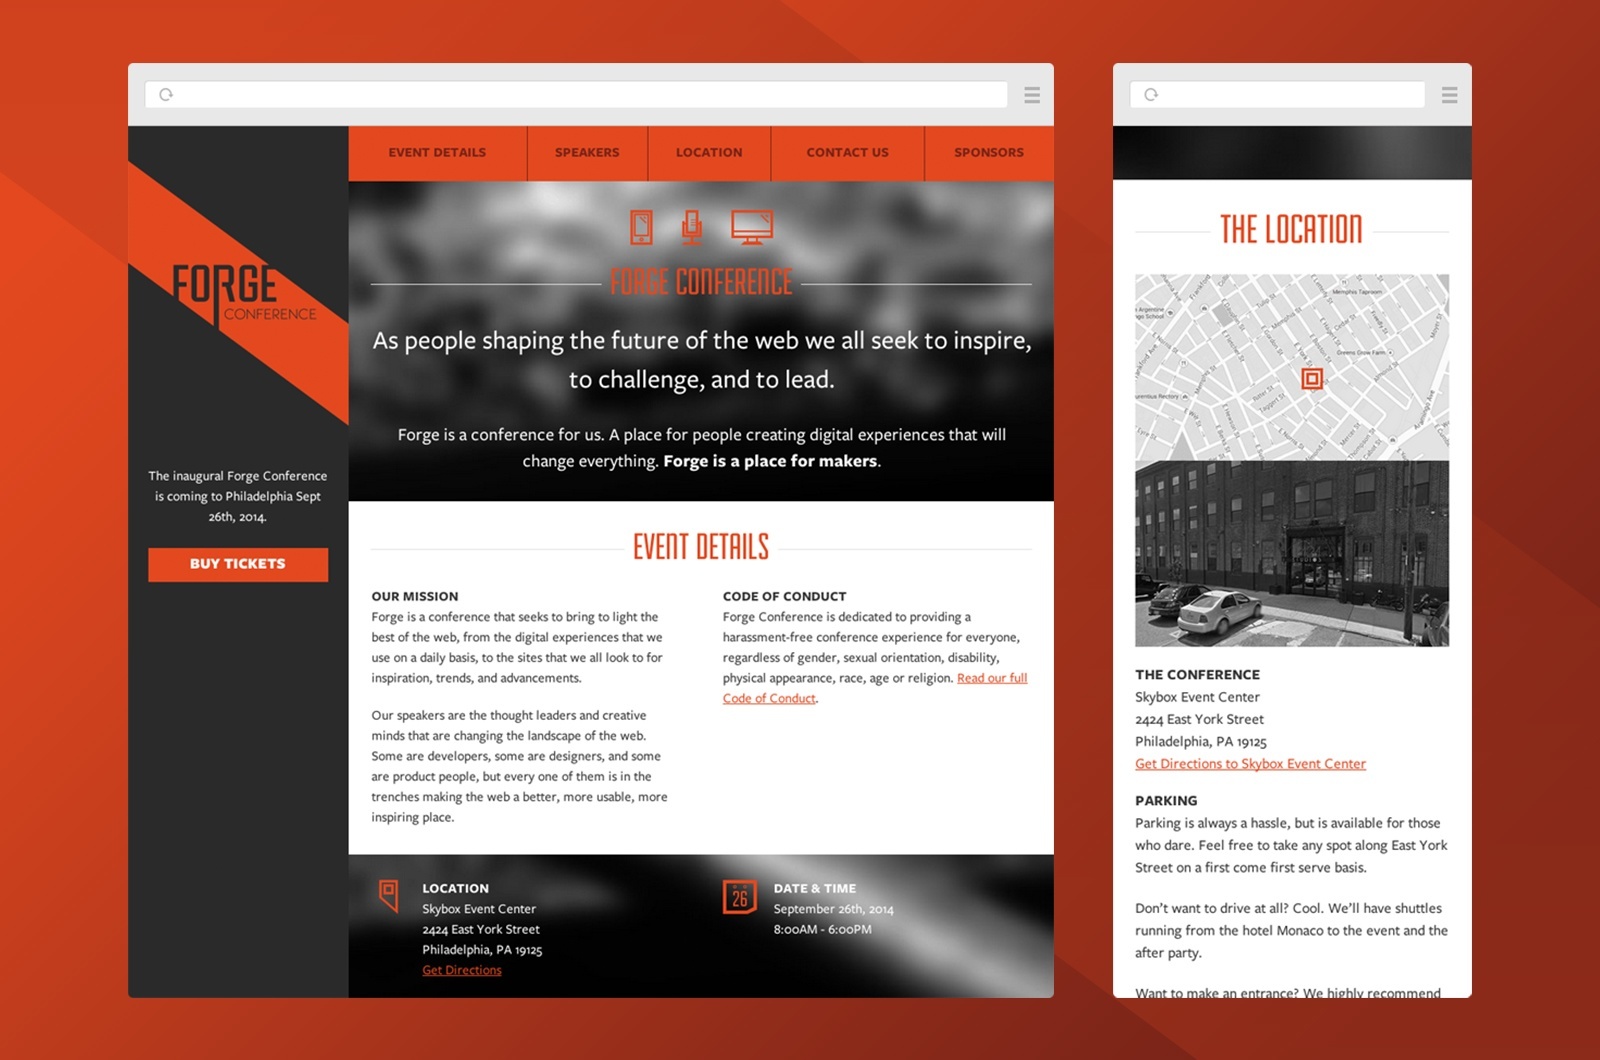 EVENT DETAILS
SPEAKERS
LOCATION
CONTACT US
SPONSORS
FORGE
CONFERENCE
The inaugural Forge Conference
is coming to Philadelphia Sept
26th, 2014.
BUY TICKETS
FORGE CONFERENCE
As people shaping the future of the web we all seek to inspire,
to challenge, and to lead.
Forge is a conference for us. A place for people creating digital experiences that will
change everything. Forge is a place for makers.
EVENT DETAILS
OUR MISSION
Forge is a conference that seeks to bring to light the
best of the web, from the digital experiences that we
use on a daily basis, to the sites that we all look to for
inspiration, trends, and advancements.
Our speakers are the thought leaders and creative
minds that are changing the landscape of the web.
Some are developers, some are designers, and some
are product people, but every one of them is in the
trenches making the web a better, more usable, more
inspiring place.
CODE OF CONDUCT
Forge Conference is dedicated to providing a
harassment-free conference experience for everyone,
regardless of gender, sexual orientation, disability,
physical appearance, race, age or religion. Read our full
Code of Conduct.
LOCATION
Skybox Event Center
2424 East York Street
Philadelphia, PA 19125
Get Directions
26
DATE & TIME
September 26th, 2014
8:00AM - 6:00PM
THE LOCATION
Memphis Taproom
Greens Grow Farm
THE CONFERENCE
Skybox Event Center
2424 East York Street
Philadelphia, PA 19125
Get Directions to Skybox Event Center
PARKING
Parking is always a hassle, but is available for those
who dare. Feel free to take any spot along East York
Street on a first come first serve basis.
Don't want to drive at all? Cool. We'll have shuttles
running from the hotel Monaco to the event and the
after party.
Want to make an entrance? We highly recommend